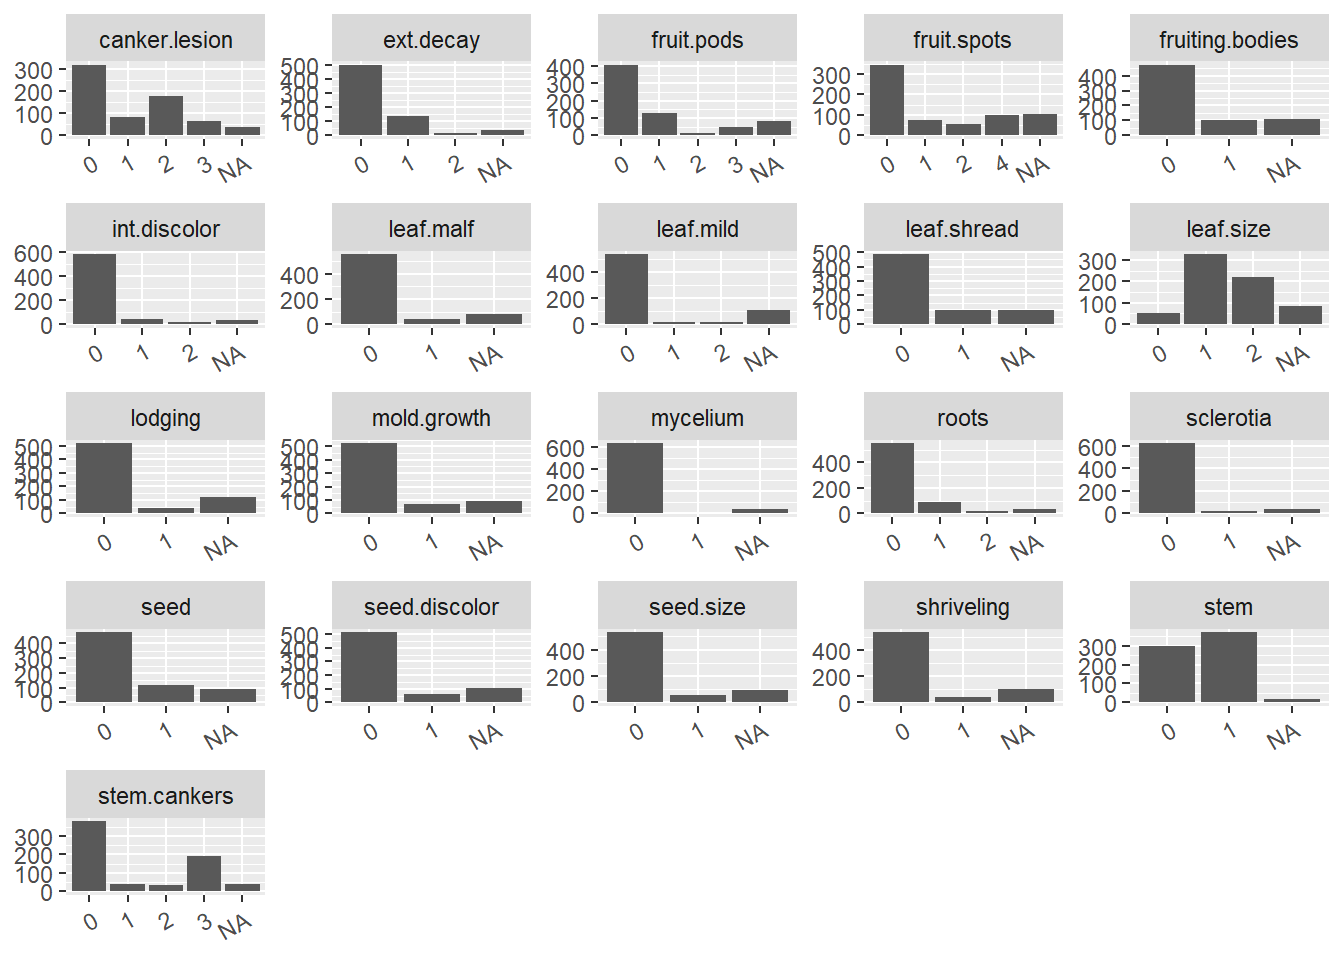 canker.lesion ext.decay fruit.pods fruit.spots fruiting.bodies
300 200 100 0 500 400 300 200 100 0 400 300 200 100 0 300 200 100 0 400 300 200 100 0
0 1 2 3 NA 0 1 2 NA 0 1 2 3 NA 0 1 2 4 NA 0 1 NA
int.discolor leaf.malf leaf.mild leaf.shread leaf.size
600 400 200 0 400 200 0 400 200 0 500 400 300 200 100 0 300 200 100 0
0 1 2 NA 0 1 NA 0 1 2 NA 0 1 NA 0 1 2 NA
lodging mold.growth mycelium roots sclerotia
500 400 300 200 100 0 500 400 300 200 100 0 600 400 200 0 400 200 0 600 400 200 0
0 1 NA 0 1 NA 0 1 NA 0 1 2 NA 0 1 NA
seed seed.discolor seed.size shriveling stem
400 300 200 100 0 500 400 300 200 100 0 400 200 0 400 200 0 300 200 100 0
0 1 NA 0 1 NA 0 1 NA 0 1 NA 0 1 NA
stem.cankers
300 200 100 0
0 1 2 3 NA